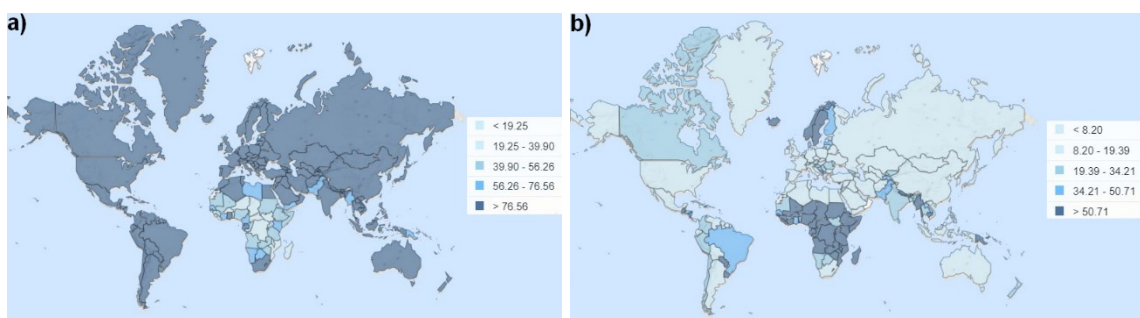 a)
< 19.25
19.25 - 39.90
39.90 - 56.26
56.26 - 76.56
> 76.56
b)
< 8.20
8.20 - 19.39
19.39 - 34.21
34.21 - 50.71
> 50.71